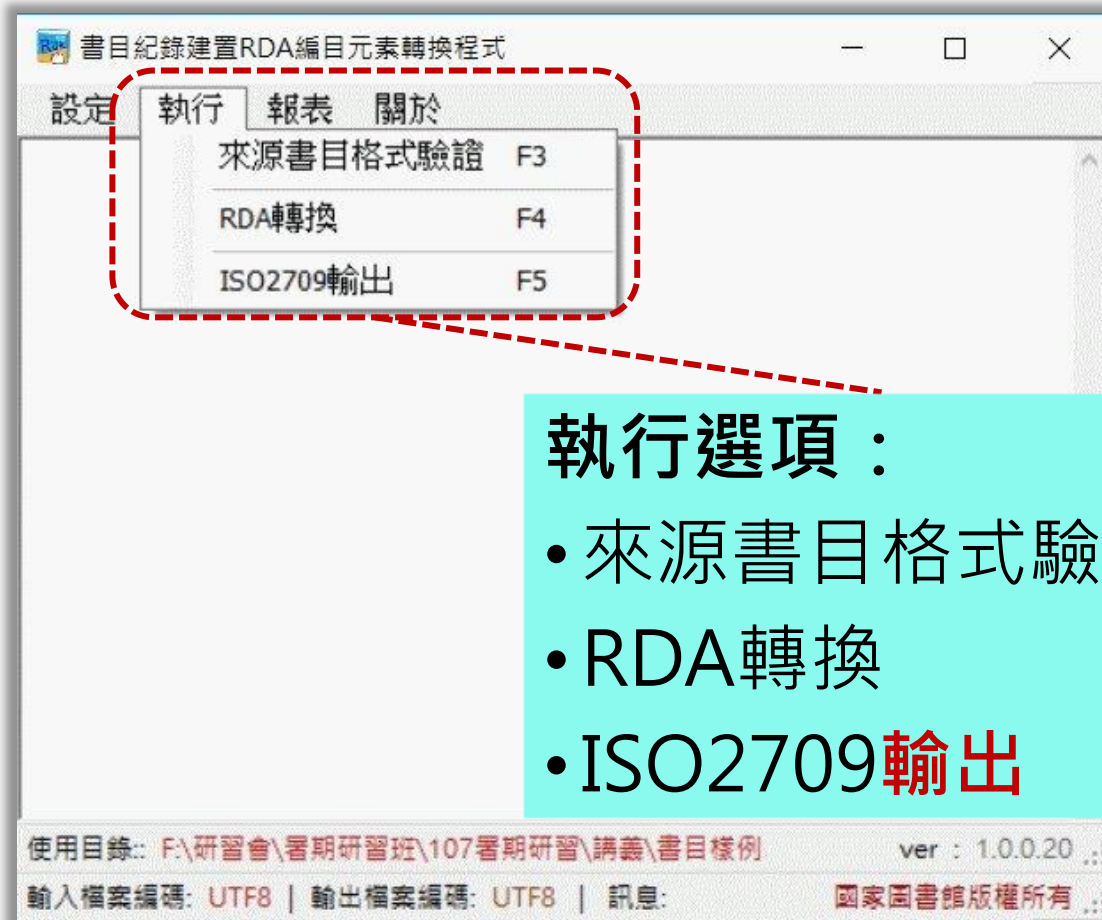 書目紀錄建置RDA編目元素轉換程式
設定 執行 報表 關於
來源書目格式驗證 F3
RDA轉換 F4
ISO2709輸出 F5
執行選項：
•來源書目格式驗
•RDA轉換
•ISO2709輸出
使用目錄:: F:\研習會\暑期研習班\107暑期研習\講義\書目樣例 ver : 1.0.0.20
輸入檔案編碼: UTF8 | 輸出檔案編碼: UTF8 | 訊息: 國家圖書館版權所有